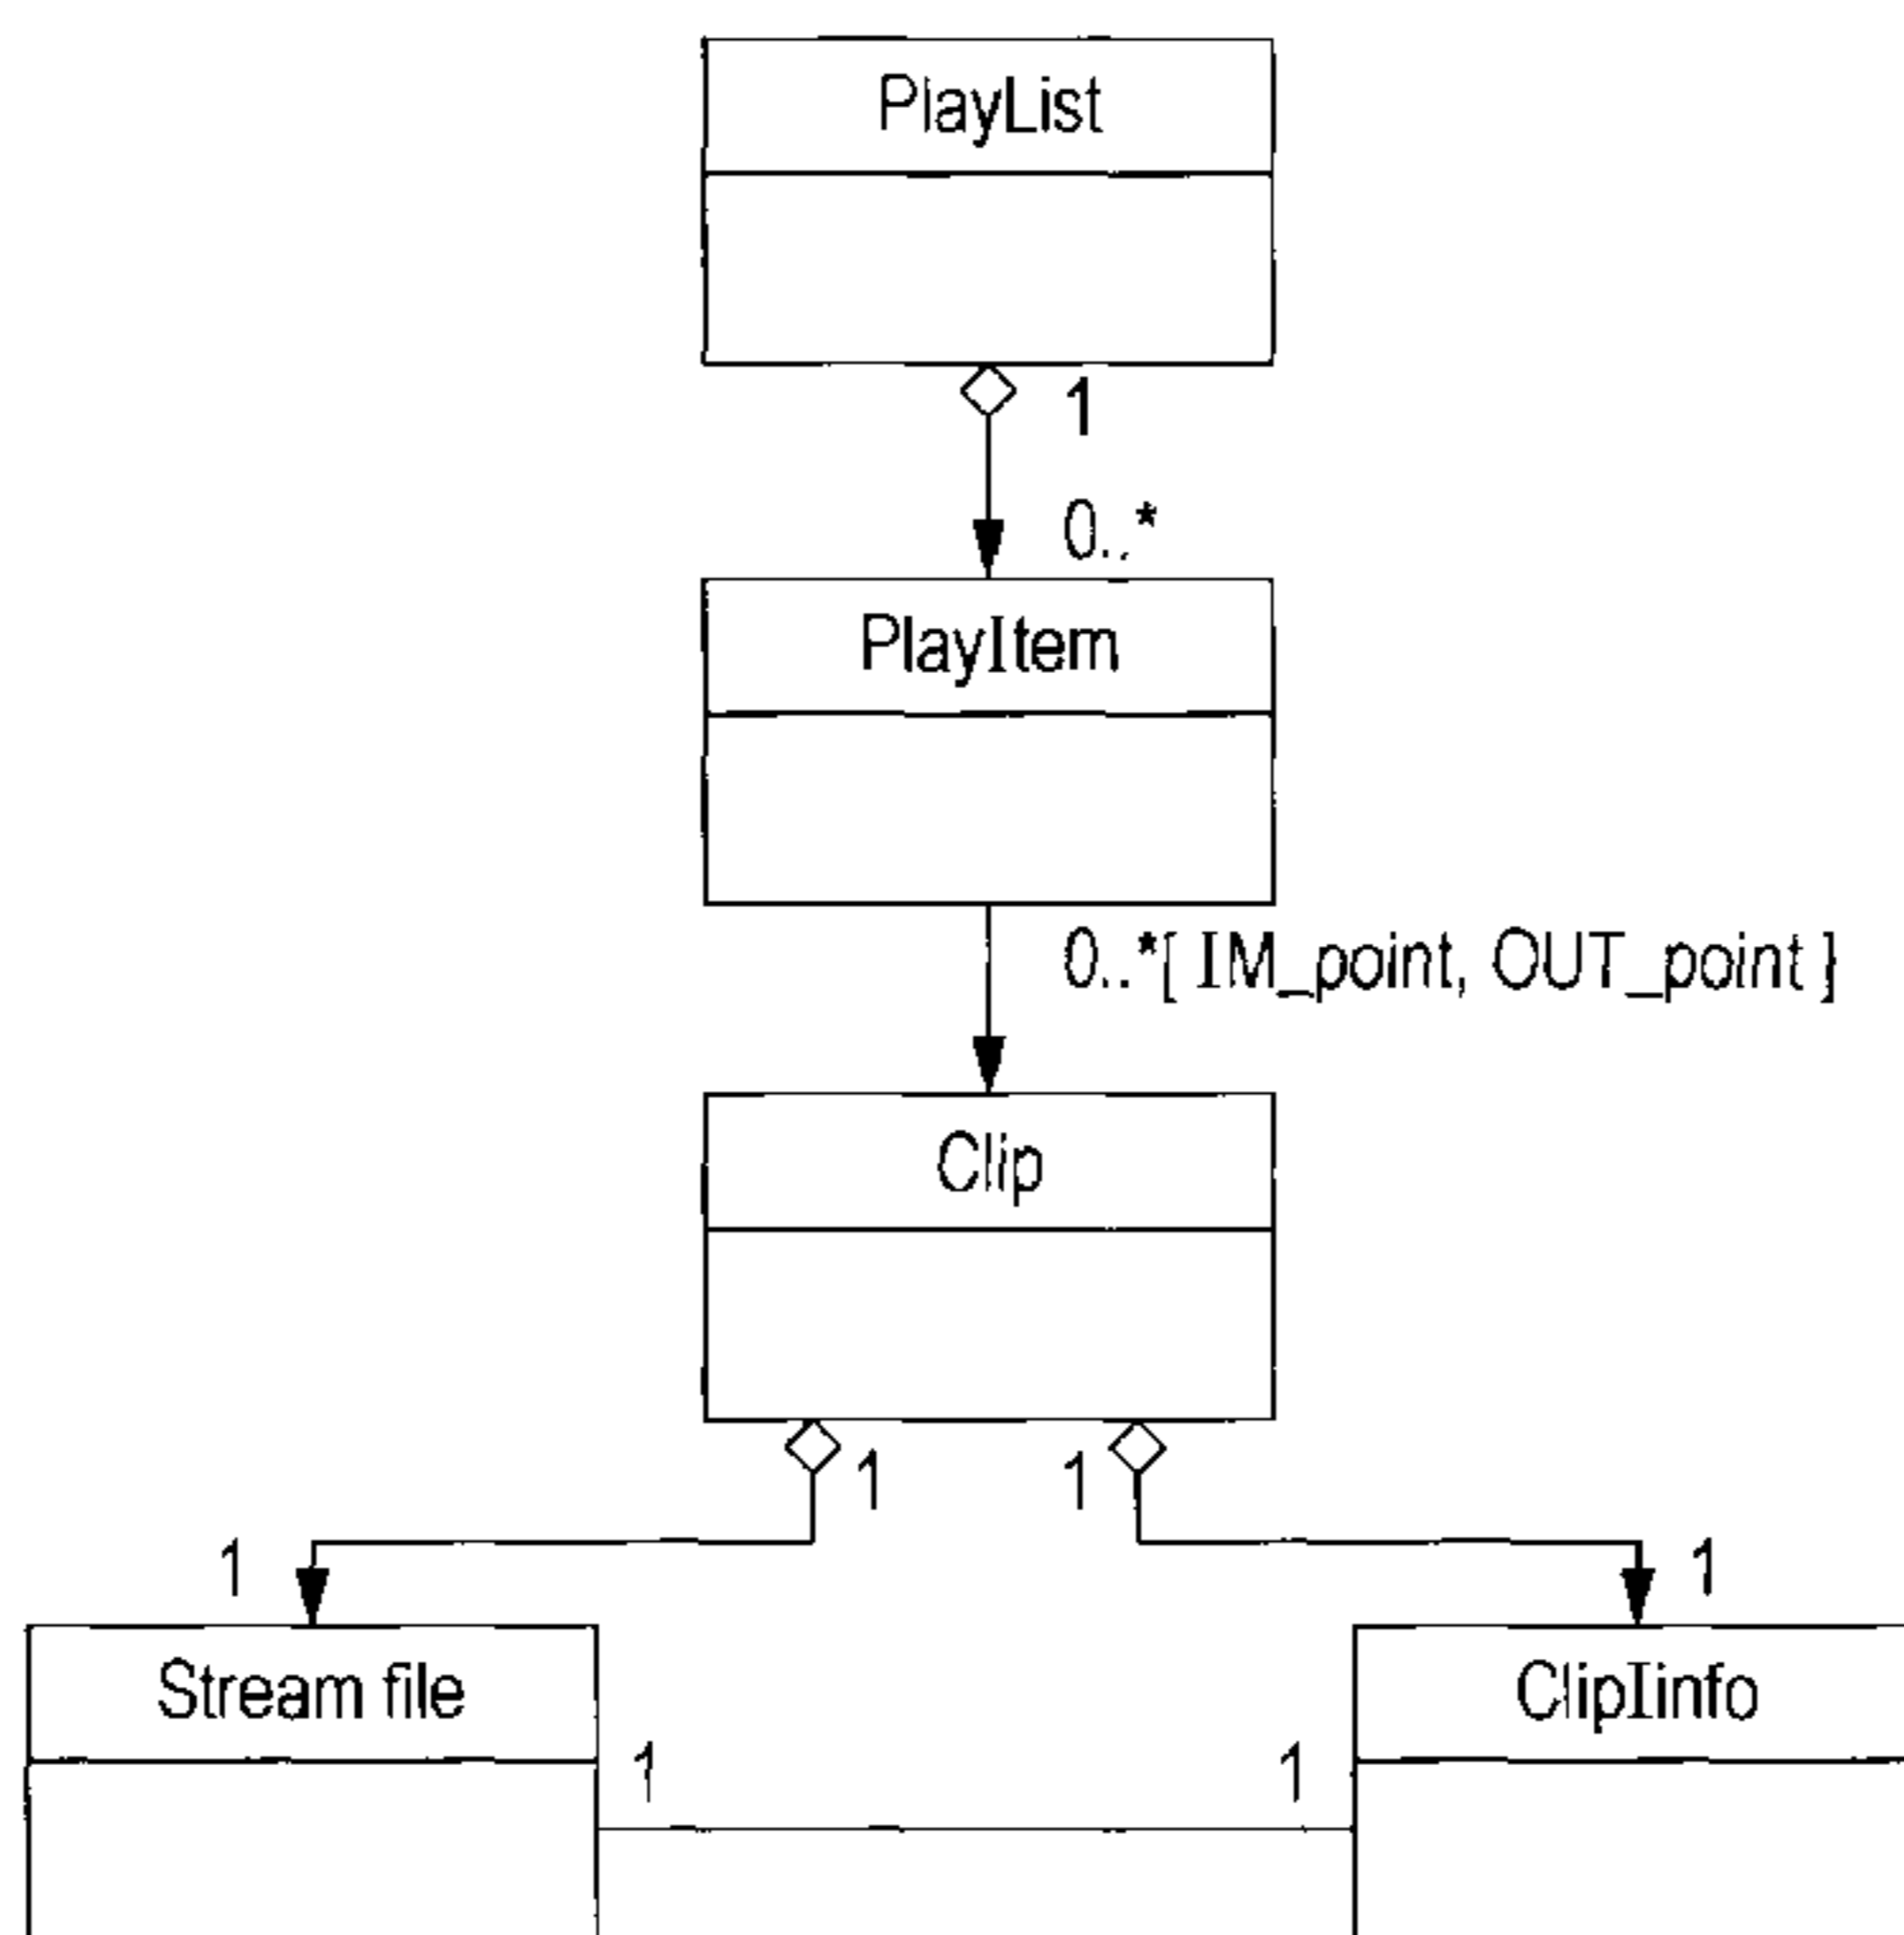 PlayList
1
0..*
PlayItem
0..*{ IM_point, OUT_point }
Clip
1 1
1 1
Stream file ClipIinfo
1 1